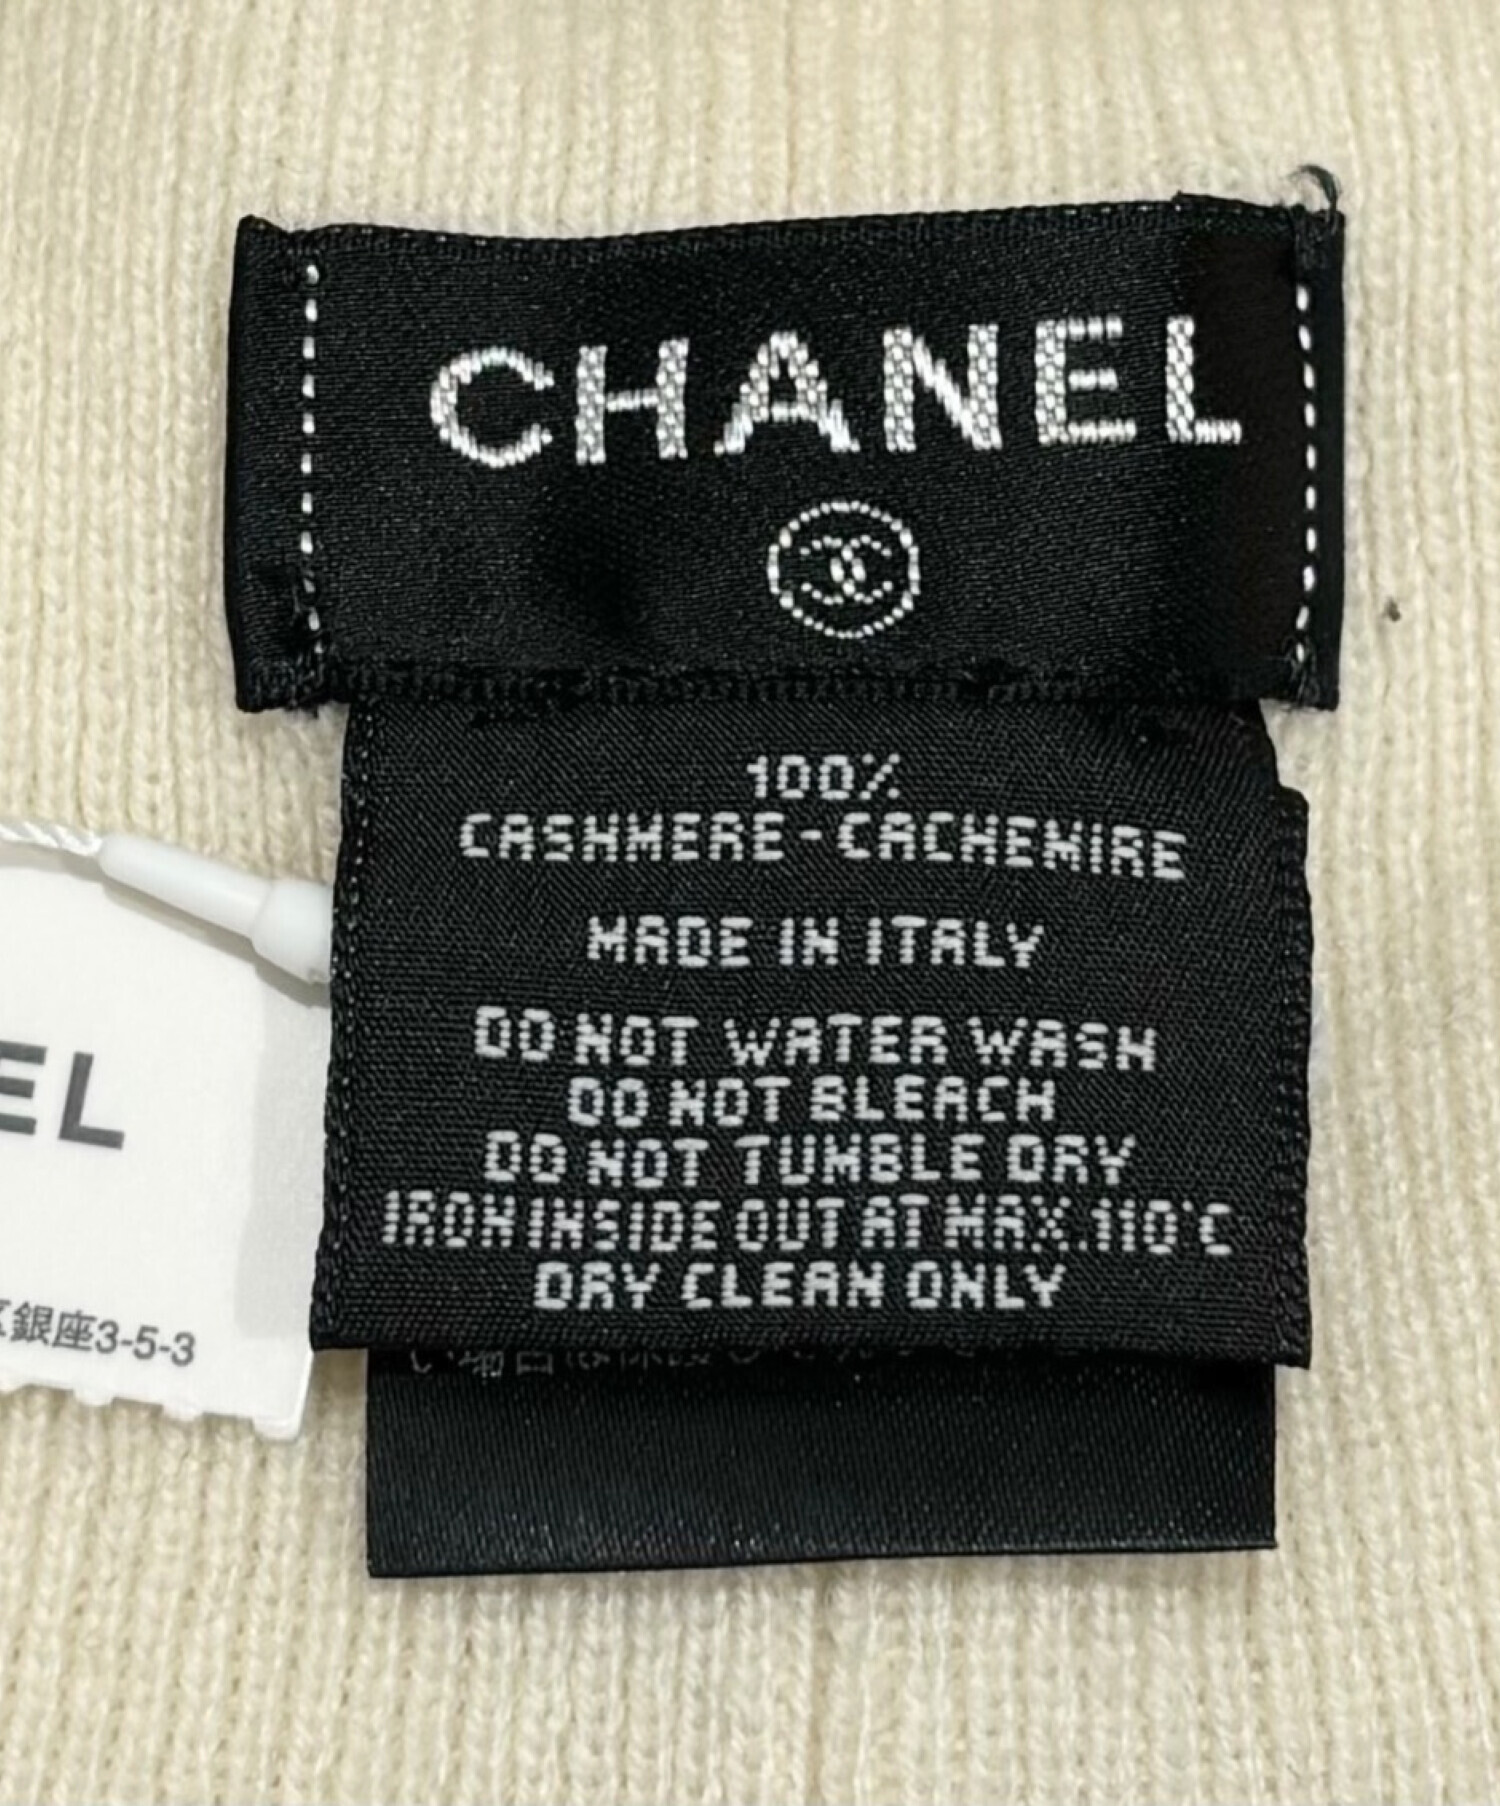 CHANEL
100%
CASHMERE-CACHEMIRE
MADE IN ITALY
DO NOT WATER WASH
DO NOT BLEACH
DO NOT TUMBLE DRY
IRON INSIDE OUT AT MAX.110°C
DRY CLEAN ONLY
EL
銀座3-5-3